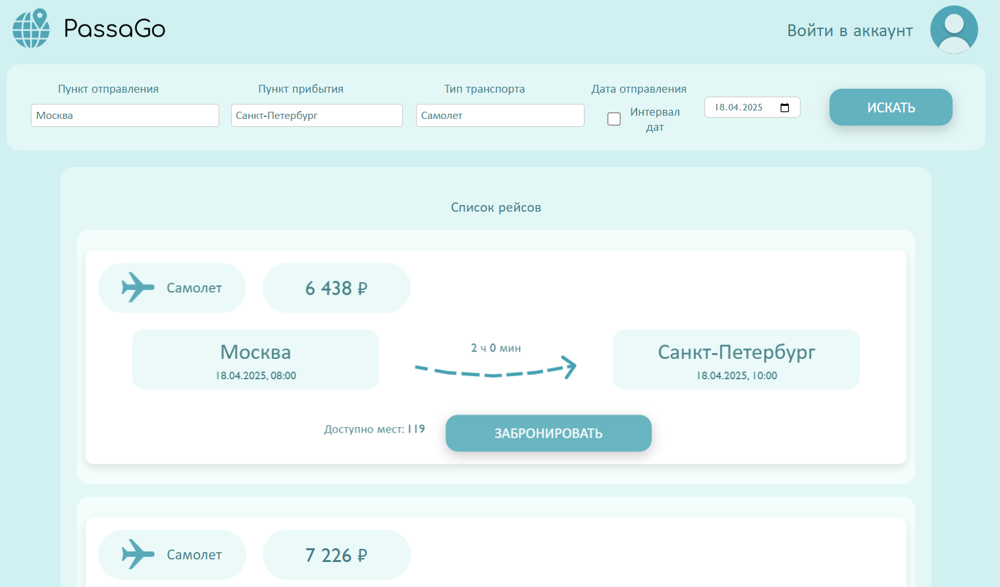 PassaGo
Войти в аккаунт
Пункт отправления
Пункт прибытия
Тип транспорта
Дата отправления
Москва
Санкт-Петербург
Самолет
Интервал
дат
18.04.2025
ИСКАТЬ
Список рейсов
Самолет
6 438 ₽
Москва
18.04.2025, 08:00
2 ч 0 мин
Санкт-Петербург
18.04.2025, 10:00
Доступно мест: 119
ЗАБРОНИРОВАТЬ
Самолет
7 226 ₽